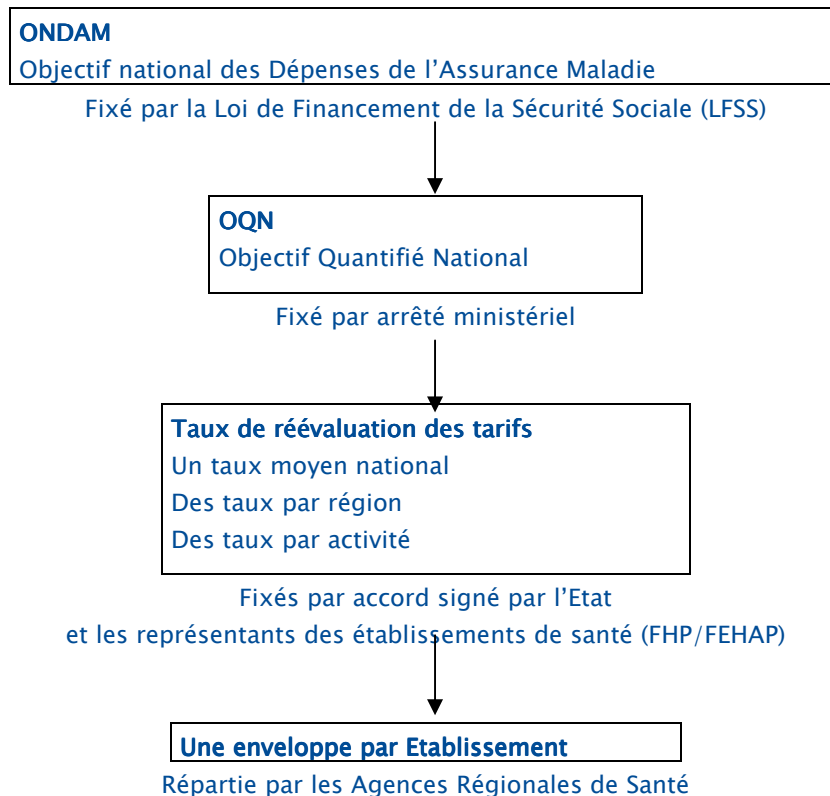 ONDAM
Objectif national des Dépenses de l'Assurance Maladie
Fixé par la Loi de Financement de la Sécurité Sociale (LFSS)
OQN
Objectif Quantifié National
Fixé par arrêté ministériel
Taux de réévaluation des tarifs
Un taux moyen national
Des taux par région
Des taux par activité
Fixés par accord signé par l'Etat
et les représentants des établissements de santé (FHP/FEHAP)
Une enveloppe par Etablissement
Répartie par les Agences Régionales de Santé